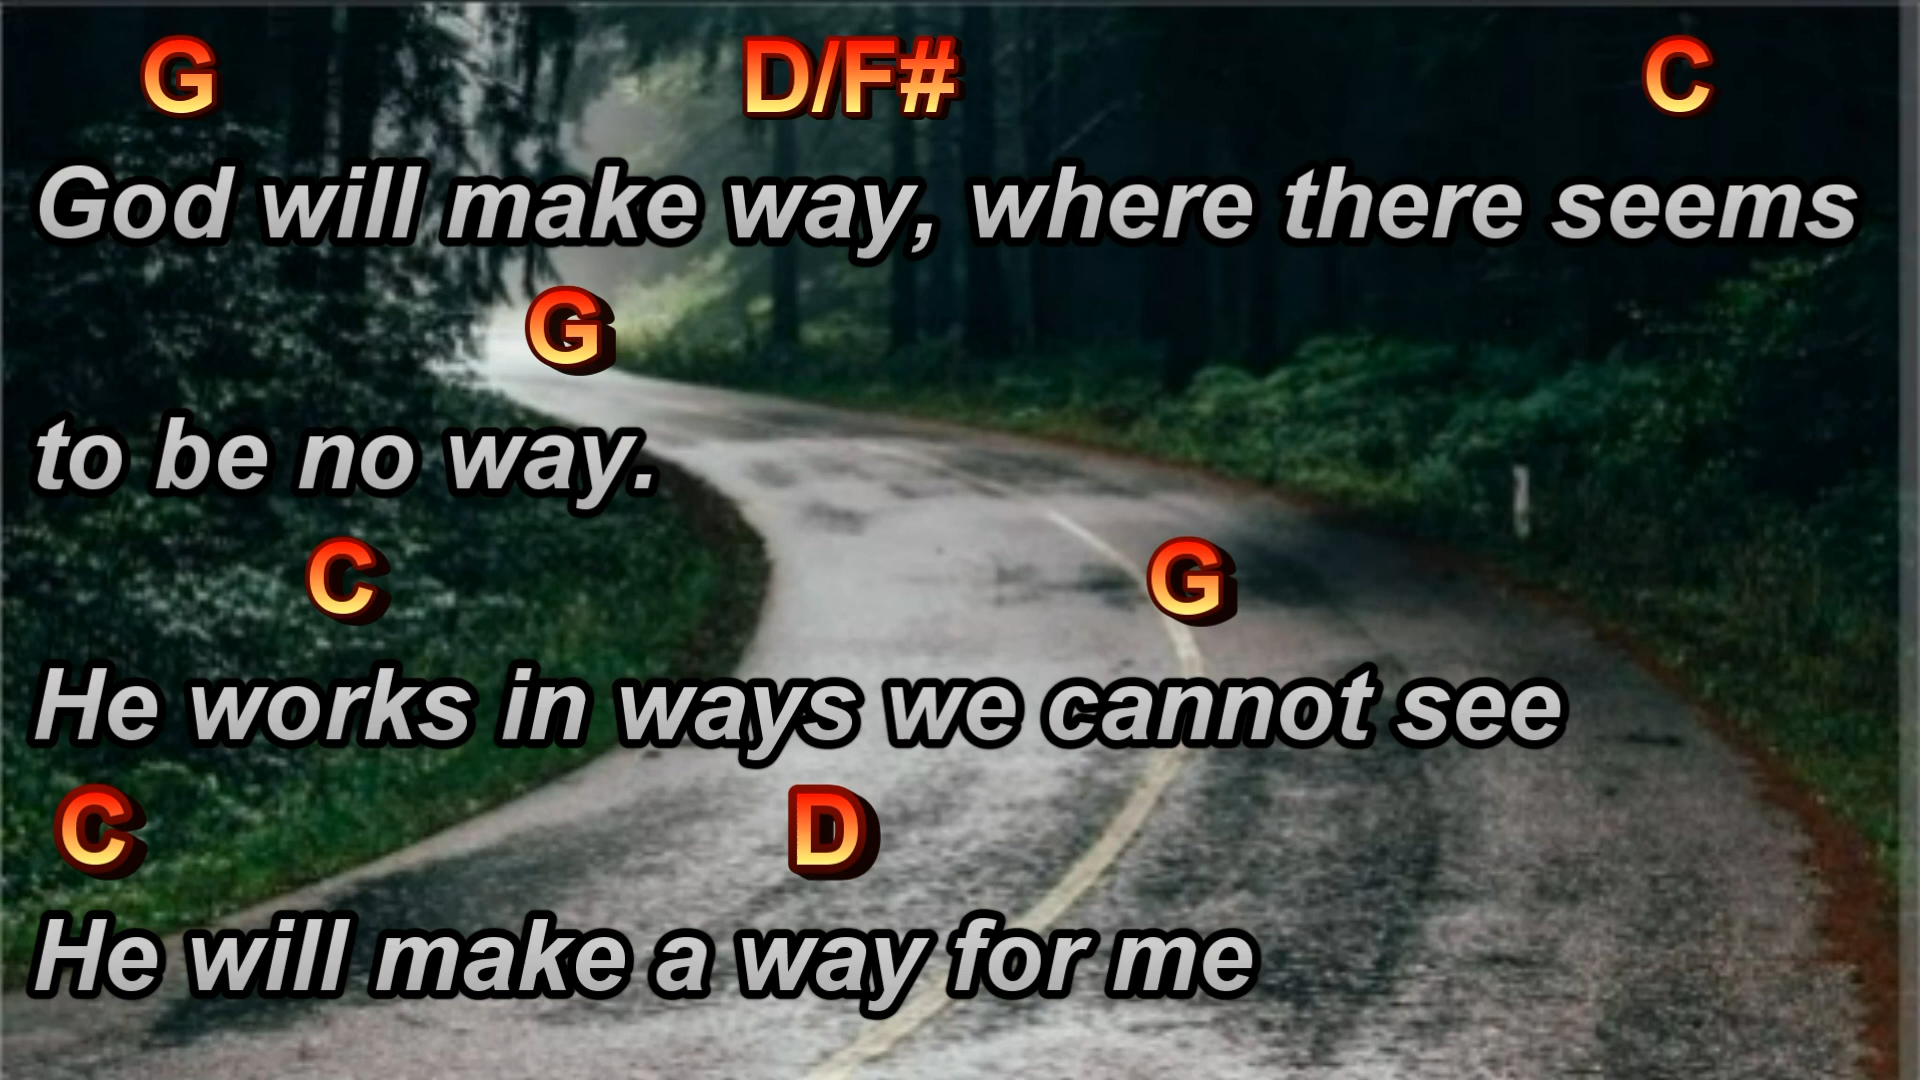 G D/F# C
God will make way, where there seems
G
to be no way.
C G
He works in ways we cannot see
C D
He will make a way for me